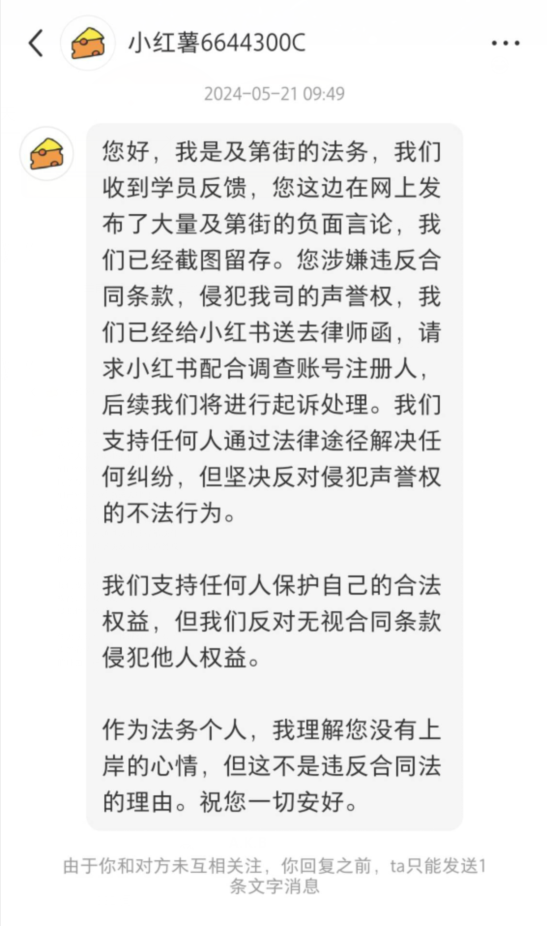 小红薯6644300C
2024-05-21 09:49
您好，我是及第街的法务，我们
收到学员反馈，您这边在网上发
布了大量及第街的负面言论，我
们已经截图留存。您涉嫌违反合
同条款，侵犯我司的声誉权，我
们已经给小红书送去律师函，请
求小红书配合调查账号注册人，
后续我们将进行起诉处理。我们
支持任何人通过法律途径解决任
何纠纷，但坚决反对侵犯声誉权
的不法行为。
我们支持任何人保护自己的合法
权益，但我们反对无视合同条款
侵犯他人权益。
作为法务个人，我理解您没有上
岸的心情，但这不是违反合同法
的理由。祝您一切安好。
由于你和对方未互相关注，你回复之前，ta只能发送1
条文字消息